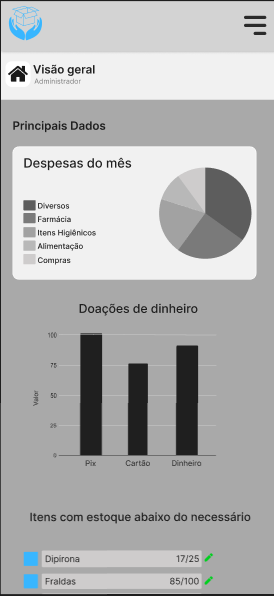 Visão geral
Administrador
Principais Dados
Despesas do mês
Diversos
Farmácia
Itens Higiênicos
Alimentação
Compras
Doações de dinheiro
100
75
50
25
0
Valor
Pix Cartão Dinheiro
Itens com estoque abaixo do necessário
Dipirona 17/25
Fraldas 85/100